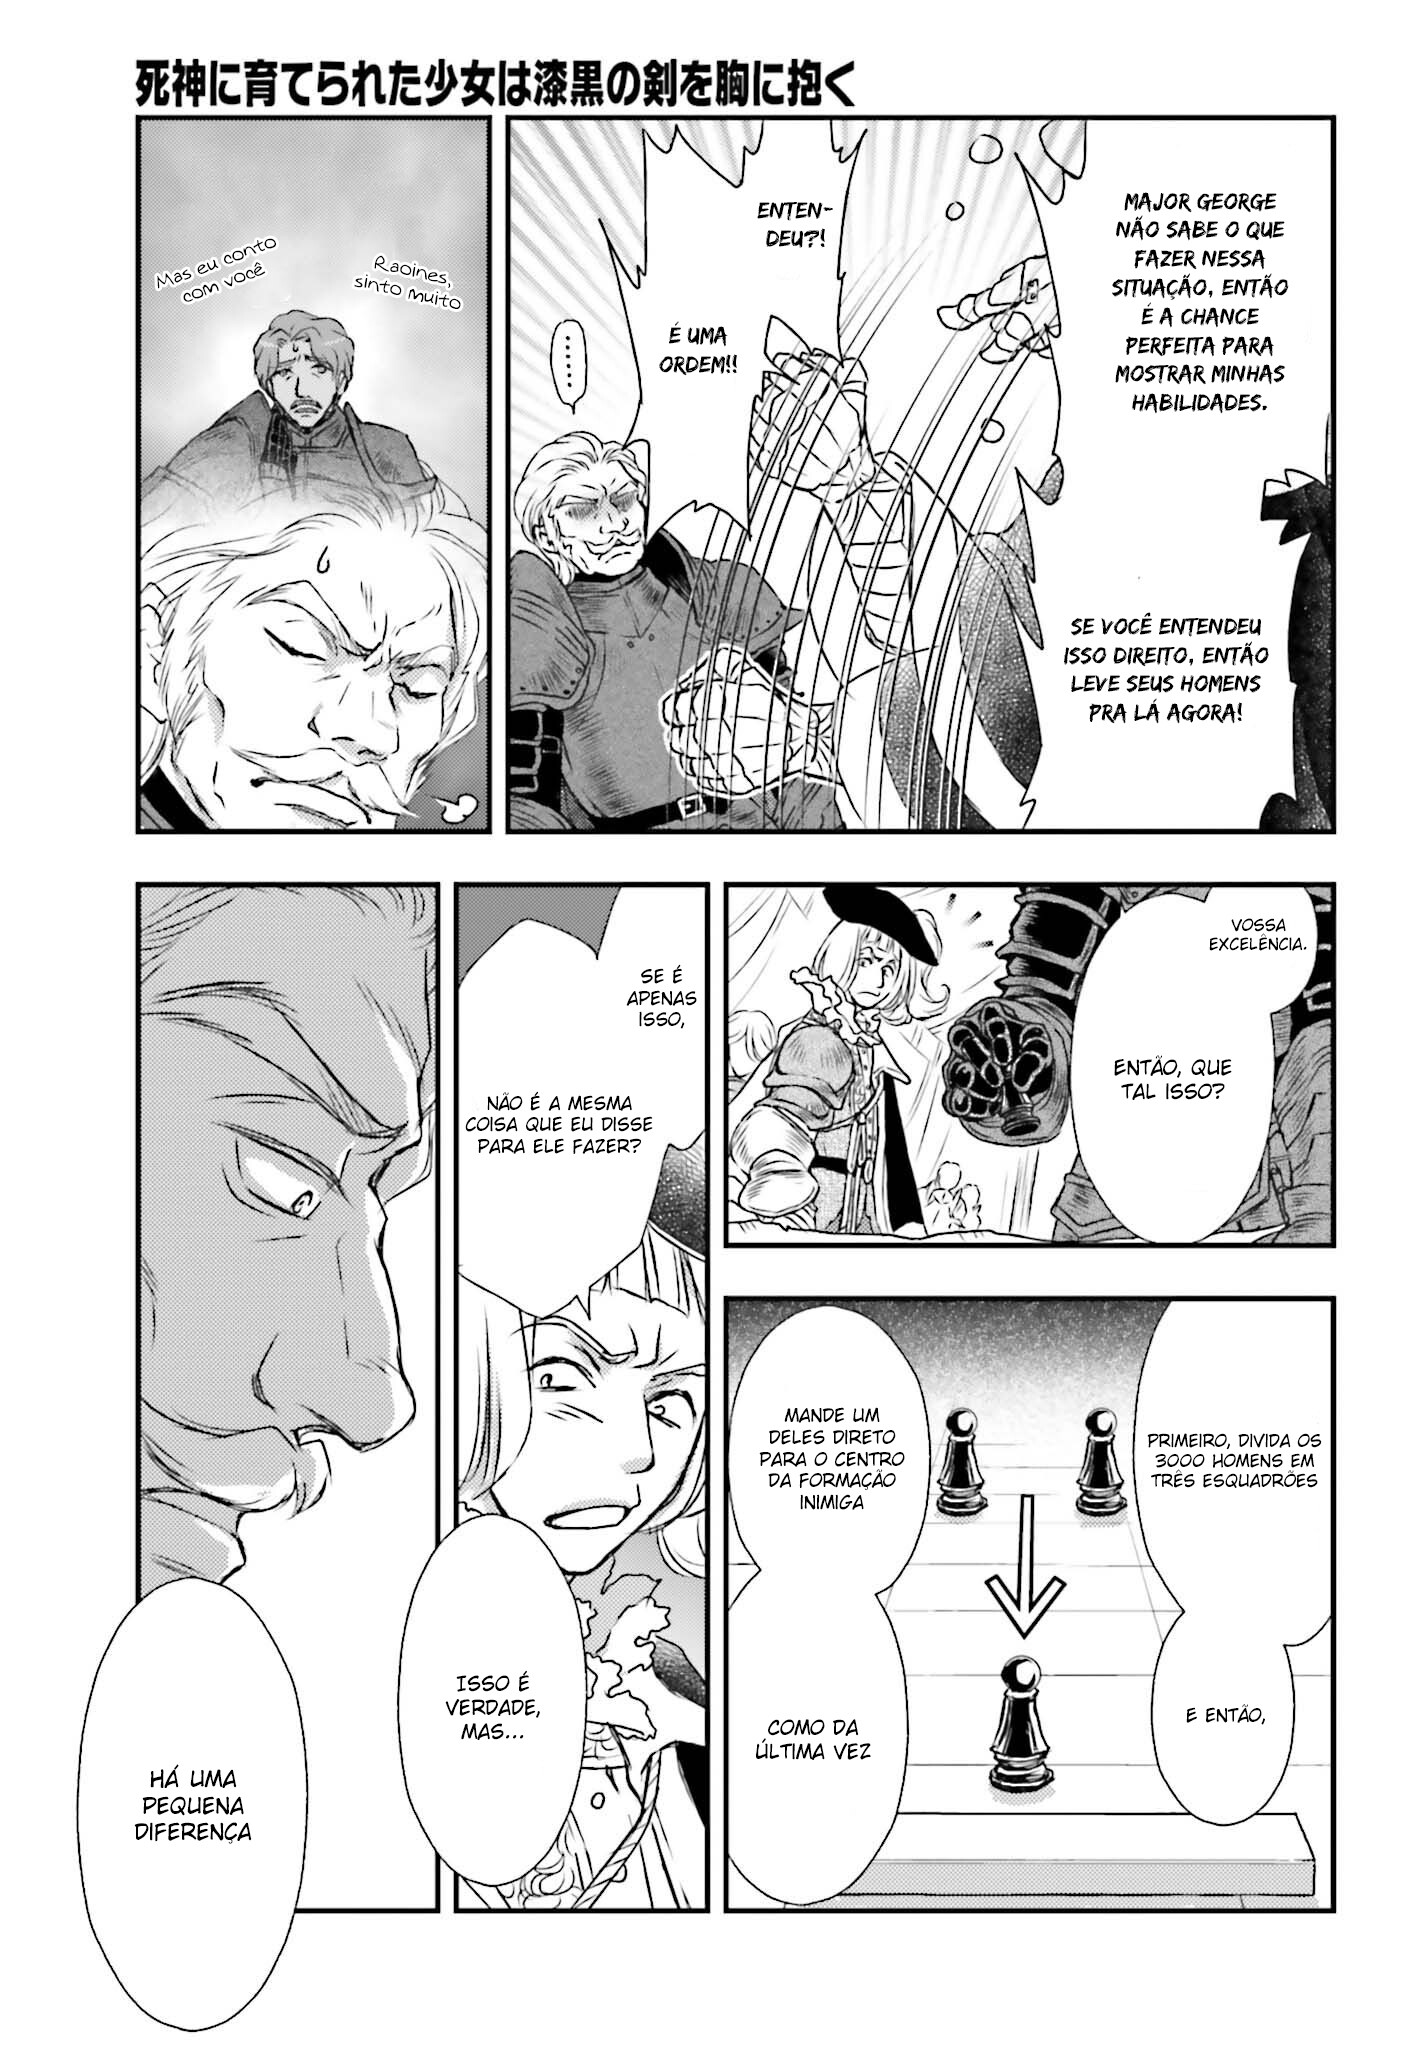 死神に育てられた少女は漆黒の剣を胸に抱く
MAJOR GEORGE
NÃO SABE O QUE
FAZER NESSA
SITUAÇÃO, ENTÃO
É A CHANCE
PERFEITA PARA
MOSTRAR MINHAS
HABILIDADES.
SE VOCÊ ENTENDEU
ISSO DIREITO, ENTÃO
LEVE SEUS HOMENS
PRA LÁ AGORA!
ENTEN-
DEU?!
É UMA
ORDEM!!
......
Raoines,
sinto muito
Mas eu conto
com você
VOSSA
EXCELÊNCIA.
ENTÃO, QUE
TAL ISSO?
PRIMEIRO, DIVIDA OS
3000 HOMENS EM
TRÊS ESQUADRÕES
E ENTÃO,
MANDE UM
DELES DIRETO
PARA O CENTRO
DA FORMAÇÃO
INIMIGA
COMO DA
ÚLTIMA VEZ
SE É
APENAS
ISSO,
NÃO É A MESMA
COISA QUE EU DISSE
PARA ELE FAZER?
ISSO É
VERDADE,
MAS...
HÁ UMA
PEQUENA
DIFERENÇA